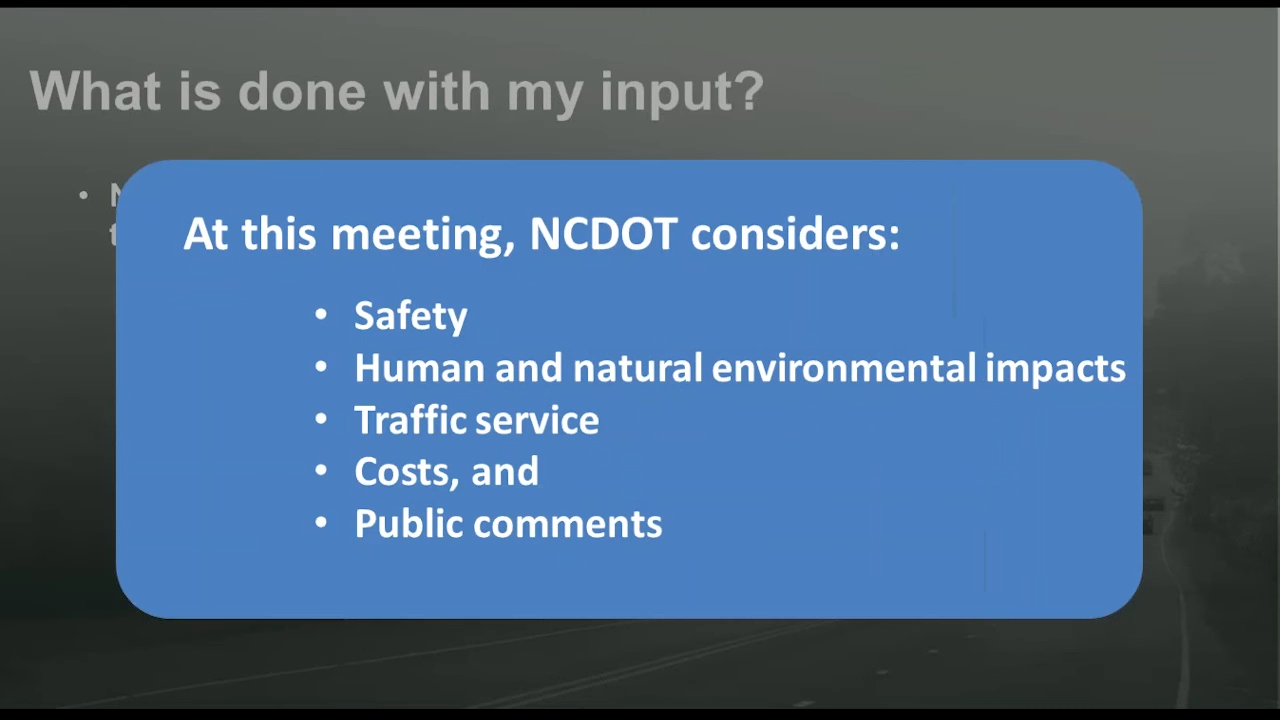 What is done with my input?
At this meeting, NCDOT considers:
• Safety
• Human and natural environmental impacts
• Traffic service
• Costs, and
• Public comments